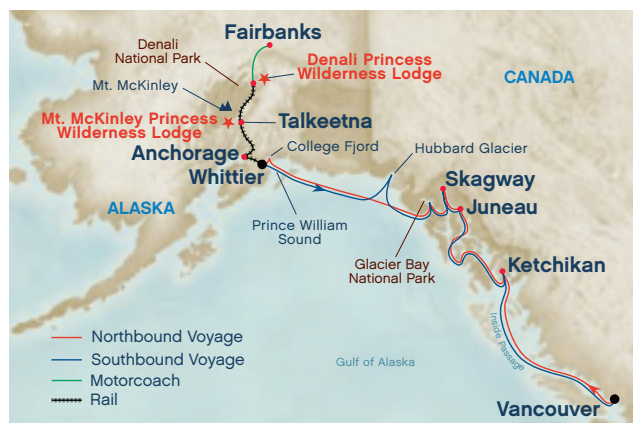 Fairbanks
Denali
National Park
Denali Princess
Wilderness Lodge
CANADA
Mt. McKinley
Mt. McKinley Princess
Wilderness Lodge
Talkeetna
Anchorage
College Fjord
Hubbard Glacier
Whittier
Skagway
ALASKA
Juneau
Prince William
Sound
Glacier Bay
National Park
Ketchikan
Inside Passage
Northbound Voyage
Southbound Voyage
Motorcoach
Rail
Gulf of Alaska
Vancouver